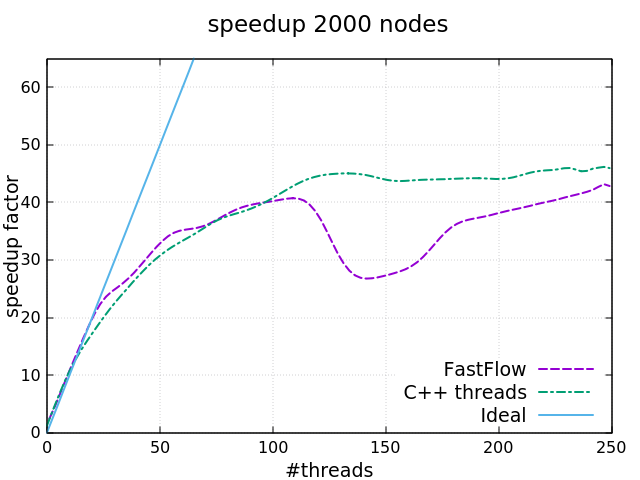 speedup 2000 nodes
speedup factor
60
50
40
30
20
10
0
FastFlow
C++ threads
Ideal
0 50 100 150 200 250
#threads